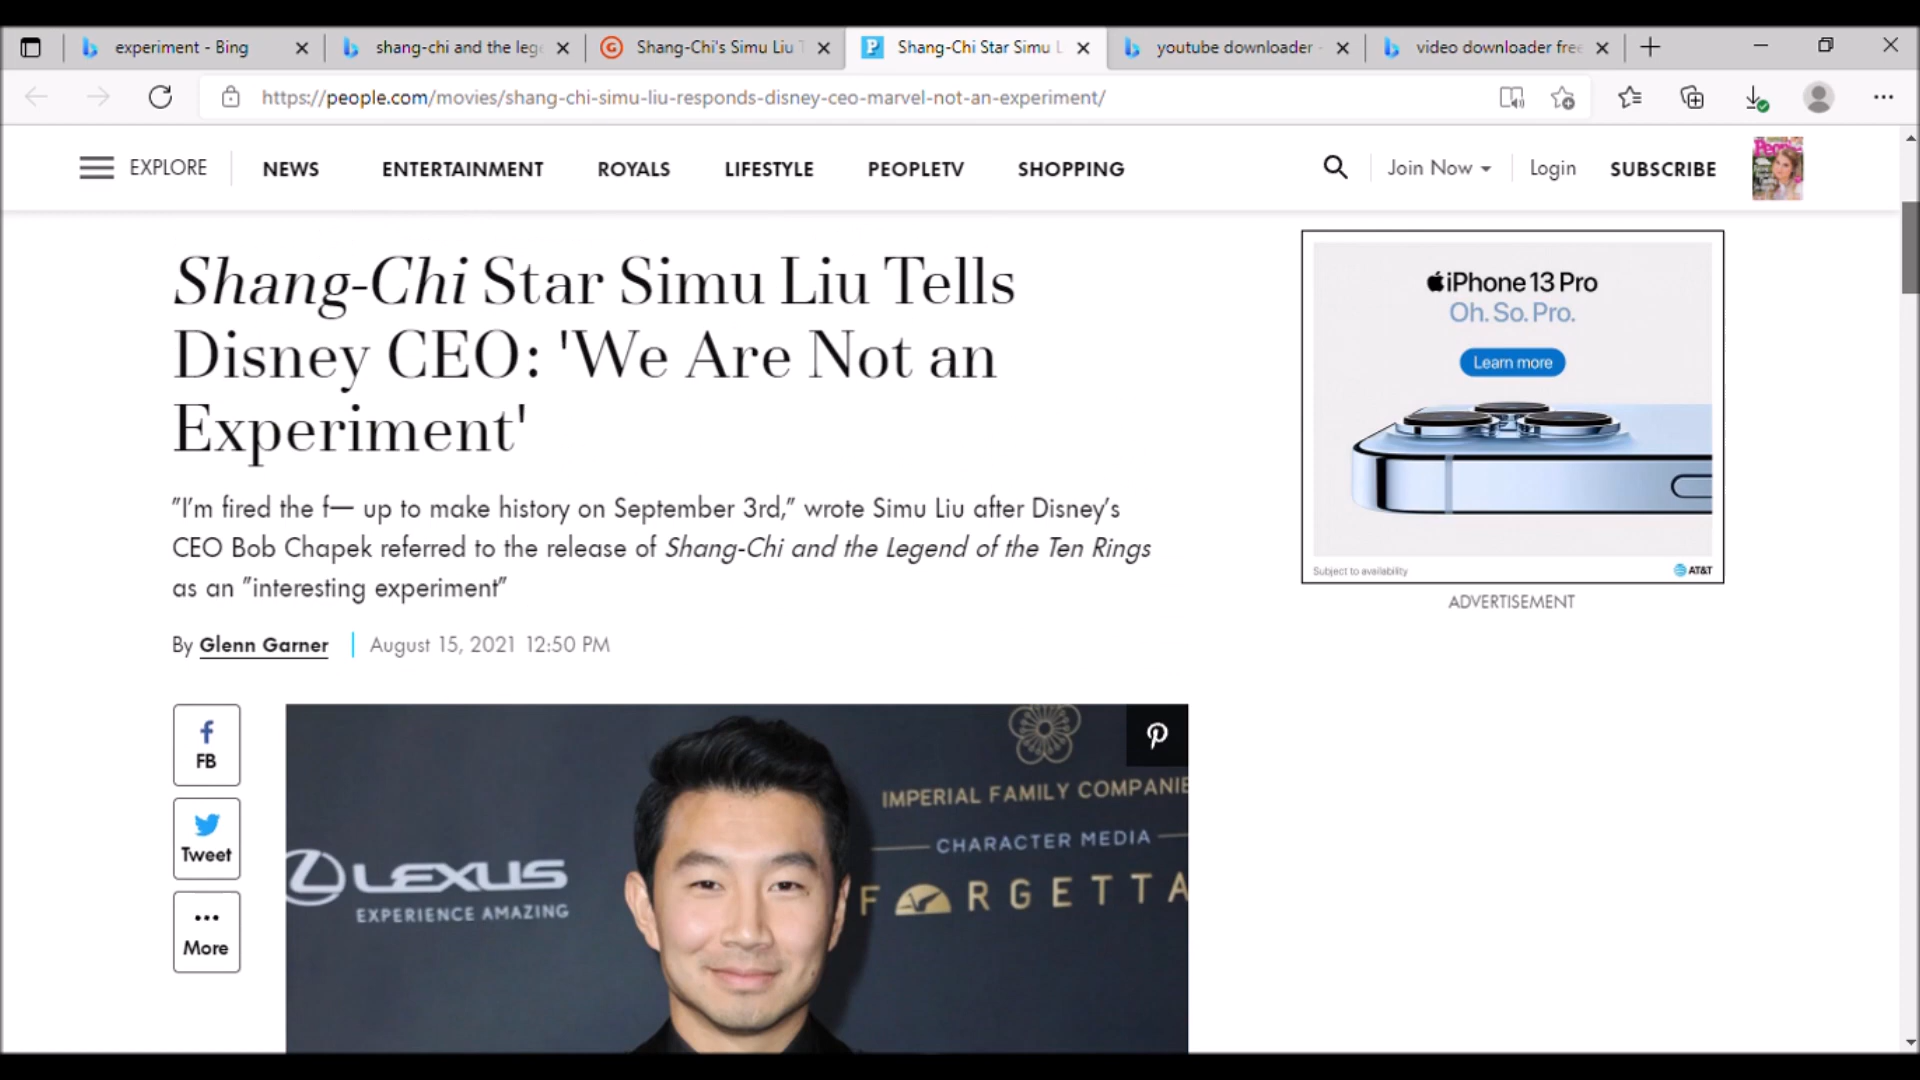 experiment - Bing
shang-chi and the leg
Shang-Chi's Simu Liu
Shang-Chi Star Simu L
youtube downloader -
video downloader free
https://people.com/movies/shang-chi-simu-liu-responds-disney-ceo-marvel-not-an-experiment/
EXPLORE
NEWS
ENTERTAINMENT
ROYALS
LIFESTYLE
PEOPLETV
SHOPPING
Join Now
Login
SUBSCRIBE
People
Shang-Chi Star Simu Liu Tells
Disney CEO: 'We Are Not an
Experiment'
"I'm fired the f— up to make history on September 3rd," wrote Simu Liu after Disney's
CEO Bob Chapek referred to the release of Shang-Chi and the Legend of the Ten Rings
as an "interesting experiment"
By Glenn Garner
August 15, 2021 12:50 PM
iPhone 13 Pro
Oh. So. Pro.
Learn more
Subject to availability
AT&T
ADVERTISEMENT
FB
Tweet
More
LEXUS
EXPERIENCE AMAZING
IMPERIAL FAMILY COMPANIE
CHARACTER MEDIA
FORGETTA